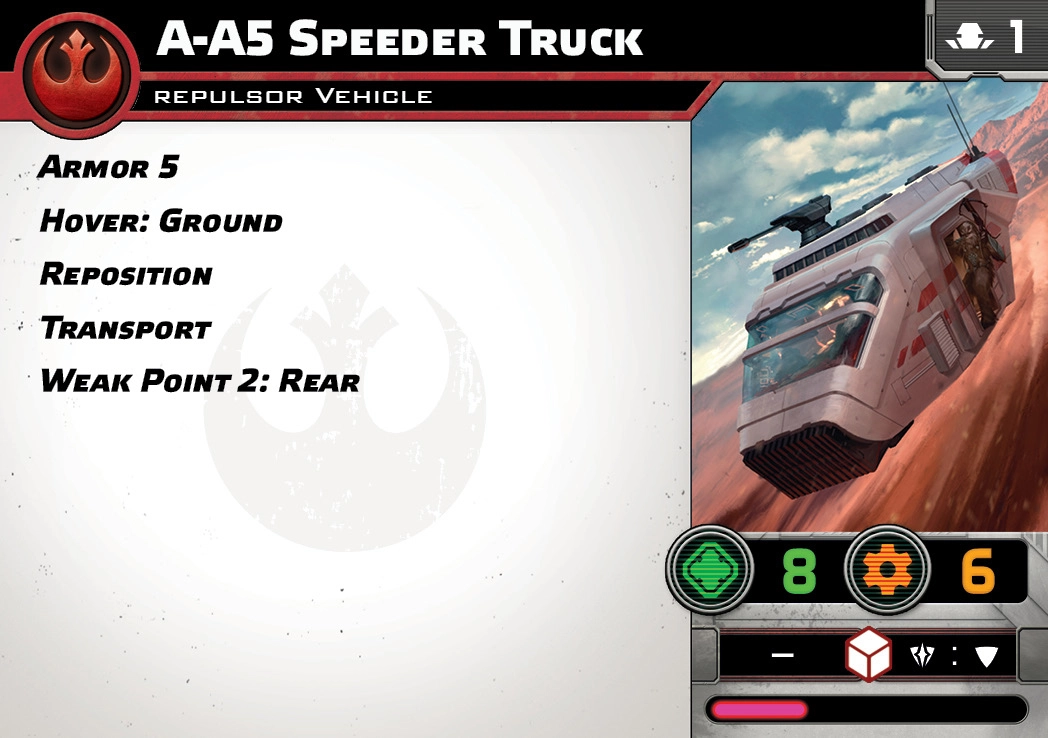 A-A5 Speeder Truck
1
repulsor Vehicle
Armor 5
Hover: Ground
Reposition
Transport
Weak Point 2: Rear
8 6
– :